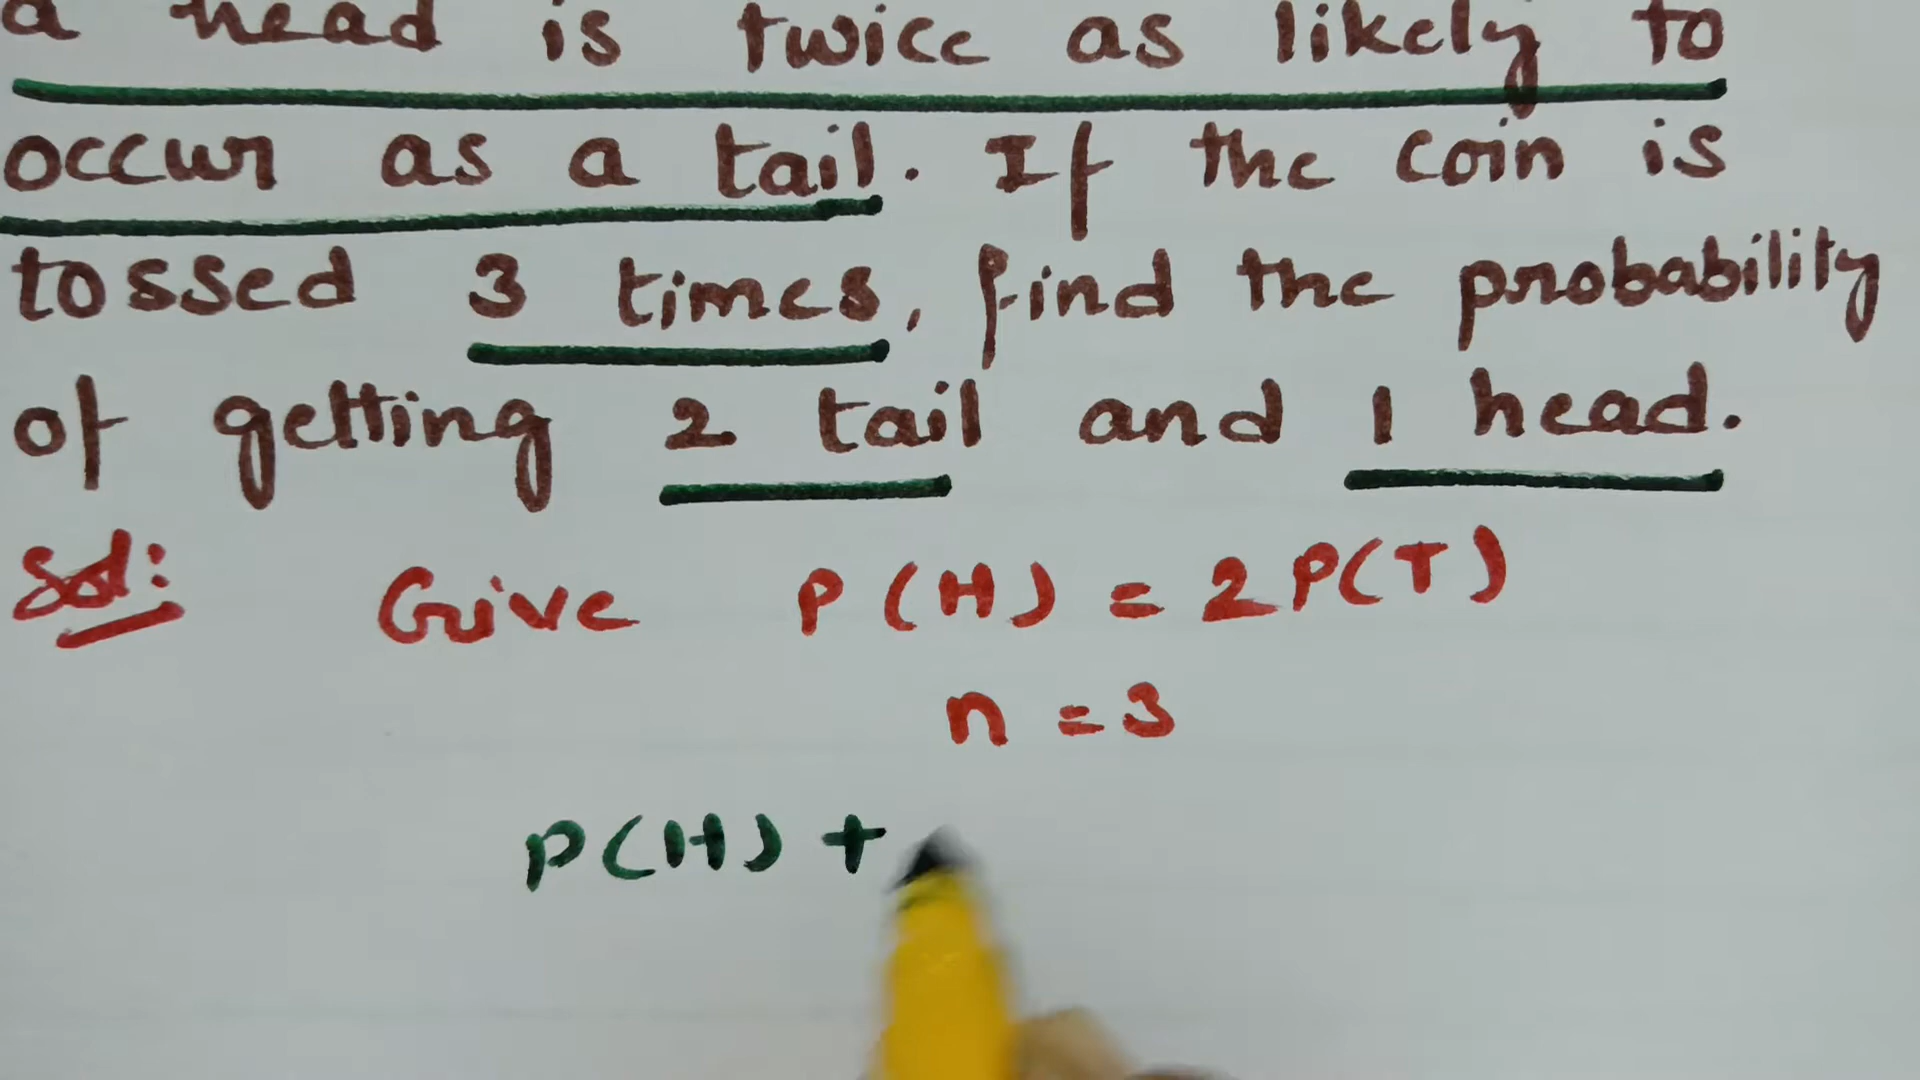 a head is twice as likely to
occur as a tail. If the coin is
tossed 3 times, find the probability
of getting 2 tail and 1 head.
Sol: Give P(H) = 2P(T)
n = 3
P(H) +